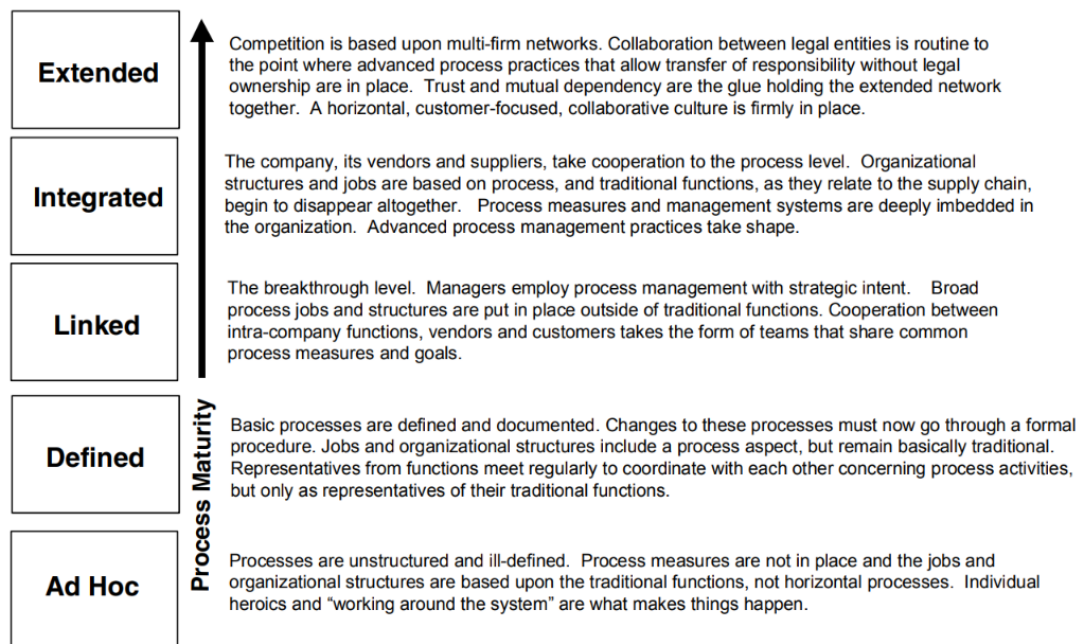 Extended
Competition is based upon multi-firm networks. Collaboration between legal entities is routine to
the point where advanced process practices that allow transfer of responsibility without legal
ownership are in place. Trust and mutual dependency are the glue holding the extended network
together. A horizontal, customer-focused, collaborative culture is firmly in place.
Integrated
The company, its vendors and suppliers, take cooperation to the process level. Organizational
structures and jobs are based on process, and traditional functions, as they relate to the supply chain,
begin to disappear altogether. Process measures and management systems are deeply imbedded in
the organization. Advanced process management practices take shape.
Linked
The breakthrough level. Managers employ process management with strategic intent. Broad
process jobs and structures are put in place outside of traditional functions. Cooperation between
intra-company functions, vendors and customers takes the form of teams that share common
process measures and goals.
Defined
Basic processes are defined and documented. Changes to these processes must now go through a formal
procedure. Jobs and organizational structures include a process aspect, but remain basically traditional.
Representatives from functions meet regularly to coordinate with each other concerning process activities,
but only as representatives of their traditional functions.
Ad Hoc
Processes are unstructured and ill-defined. Process measures are not in place and the jobs and
organizational structures are based upon the traditional functions, not horizontal processes. Individual
heroics and “working around the system” are what makes things happen.
Process Maturity